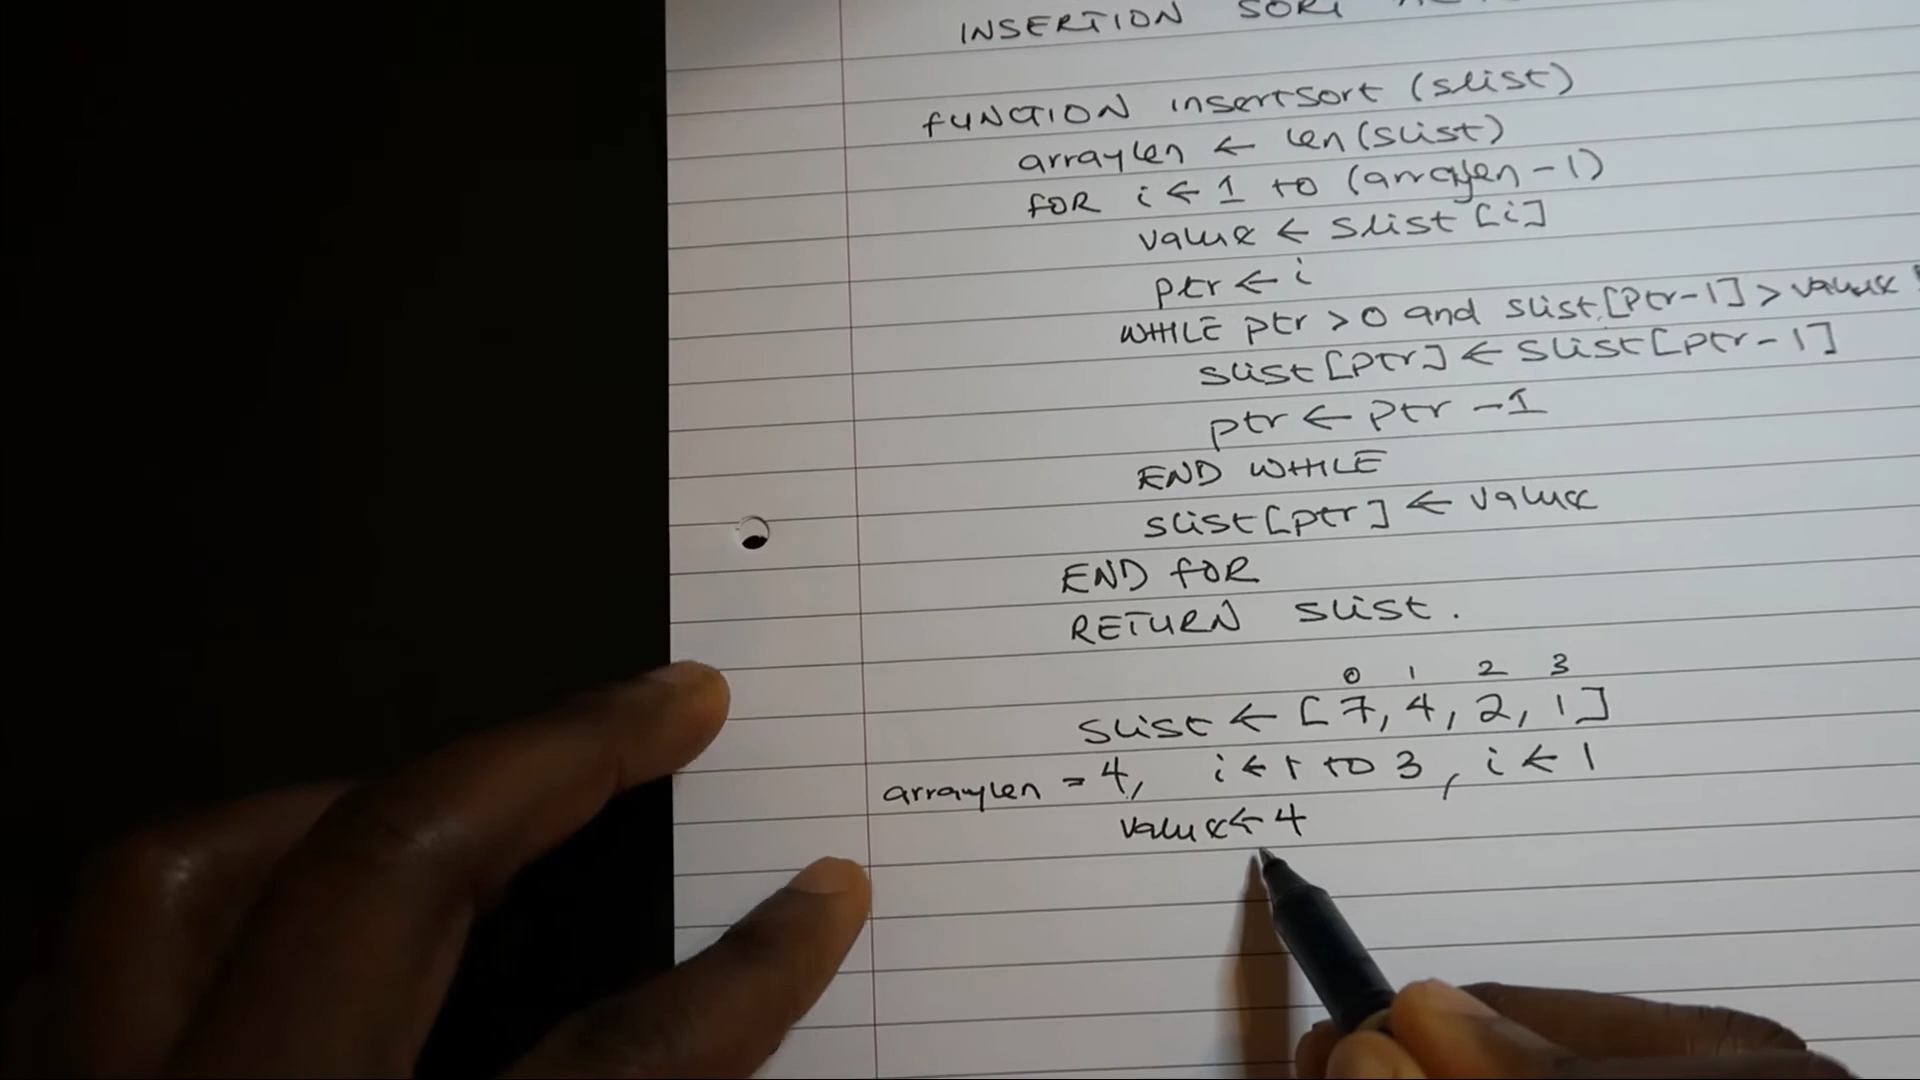 INSERTION SORT
FUNCTION insertsort (slist)
arraylen ← len(slist)
FOR i ← 1 to (arraylen - 1)
value ← slist [i]
ptr ← i
WHILE ptr > 0 and slist [ptr-1] > value
slist [ptr] ← slist [ptr - 1]
ptr ← ptr - 1
END WHILE
slist [ptr] ← value
END FOR
RETURN slist.
0 1 2 3
slist ← [7, 4, 2, 1]
arraylen = 4, i ← 1 to 3, i ← 1
value ← 4